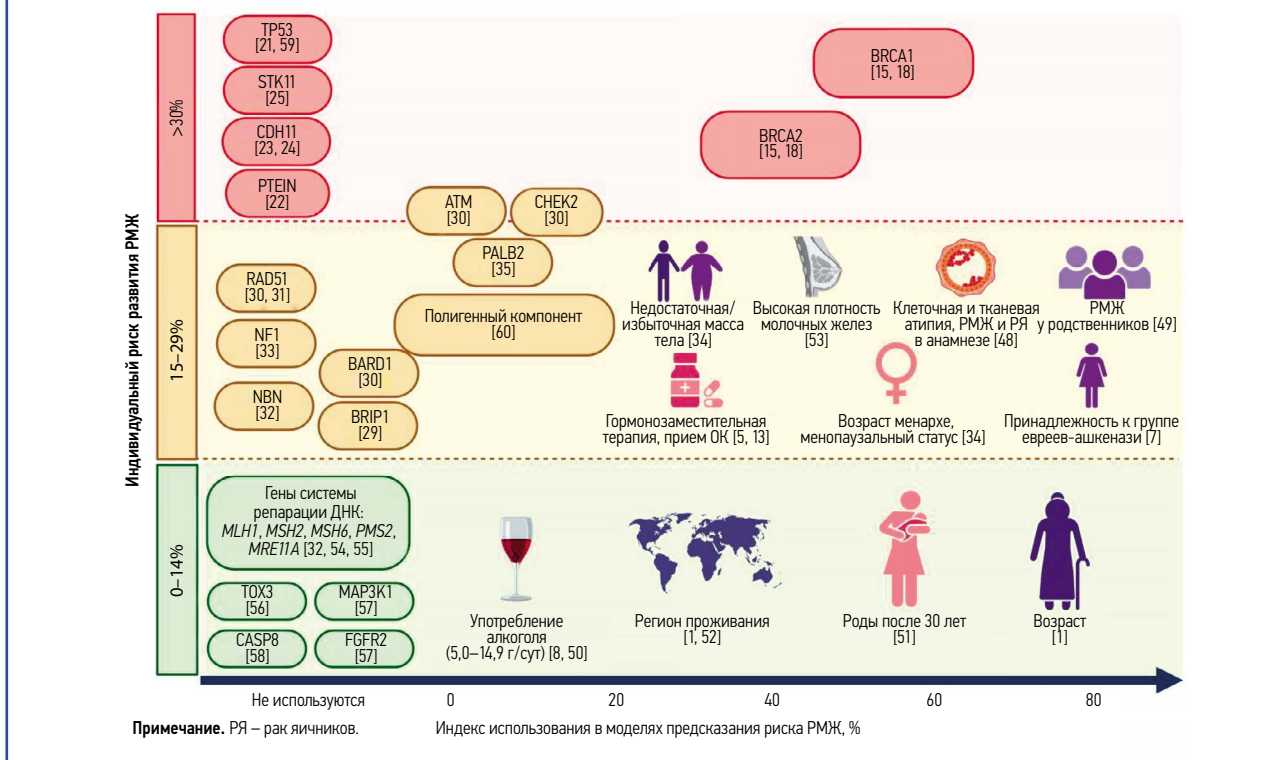 Индивидуальный риск развития РМЖ
>30%
TP53
[21, 59]
STK11
[25]
CDH11
[23, 24]
PTEIN
[22]
BRCA1
[15, 18]
BRCA2
[15, 18]
15–29%
ATM
[30]
CHEK2
[30]
PALB2
[35]
RAD51
[30, 31]
NF1
[33]
NBN
[32]
Полигенный компонент
[60]
BARD1
[30]
BRIP1
[29]
Недостаточная/
избыточная масса
тела [34]
Высокая плотность
молочных желез
[53]
Клеточная и тканевая
атипия, РМЖ и РЯ
в анамнезе [48]
РМЖ
у родственников [49]
Гормонозаместительная
терапия, прием ОК [5, 13]
Возраст менархе,
менопаузальный статус [34]
Принадлежность к группе
евреев-ашкенази [7]
0–14%
Гены системы
репарации ДНК:
MLH1, MSH2, MSH6, PMS2,
MRE11A [32, 54, 55]
TOX3
[56]
MAP3K1
[57]
CASP8
[58]
FGFR2
[57]
Употребление
алкоголя
(5,0–14,9 г/сут) [8, 50]
Регион проживания
[1, 52]
Роды после 30 лет
[51]
Возраст
[1]
Не используются 0 20 40 60 80
Примечание. РЯ – рак яичников.
Индекс использования в моделях предсказания риска РМЖ, %